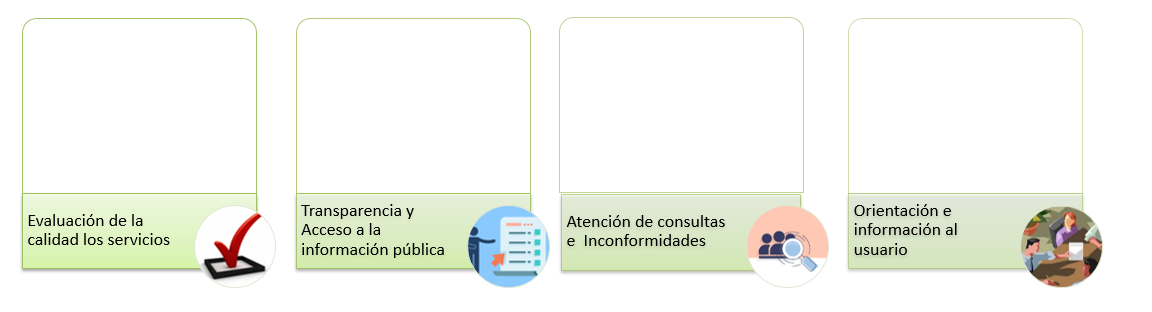 Evaluación de la
calidad los servicios
Transparencia y
Acceso a la
información pública
Atención de consultas
e  Inconformidades
Orientación e
información al
usuario